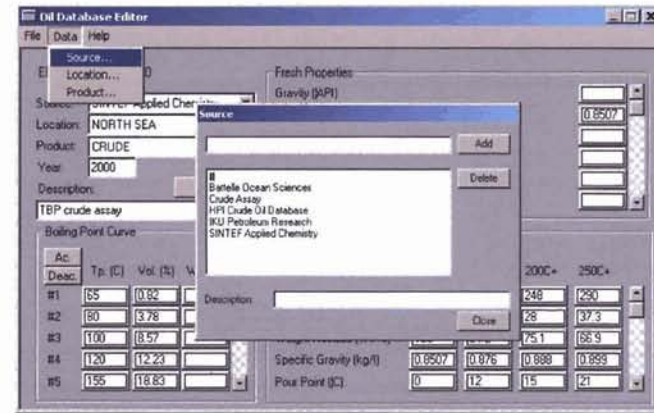 Oil Database Editor
File Data Help
Source...
Location...
Product...
Fresh Properties
Gravity (API)
0.8507
SINTEF Applied
Location: NORTH SEA
Product: CRUDE
Year: 2000
Description:
TBP crude assay
Source
Add
Delete
#
Battelle Ocean Sciences
Crude Assay
HPI Crude Oil Database
IKU Petroleum Research
SINTEF Applied Chemistry
Description:
Close
Boiling Point Curve
Ac.
Deac.
Tp. (C) Vol. (%)
200C+ 250C+
#1 65 0.82 248 290
#2 80 3.78 28 37.3
#3 100 8.57 75.1 66.9
#4 120 12.23 Specific Gravity (kg/l) 0.8507 0.876 0.888 0.899
#5 155 18.83 Pour Point (C) 0 12 15 21